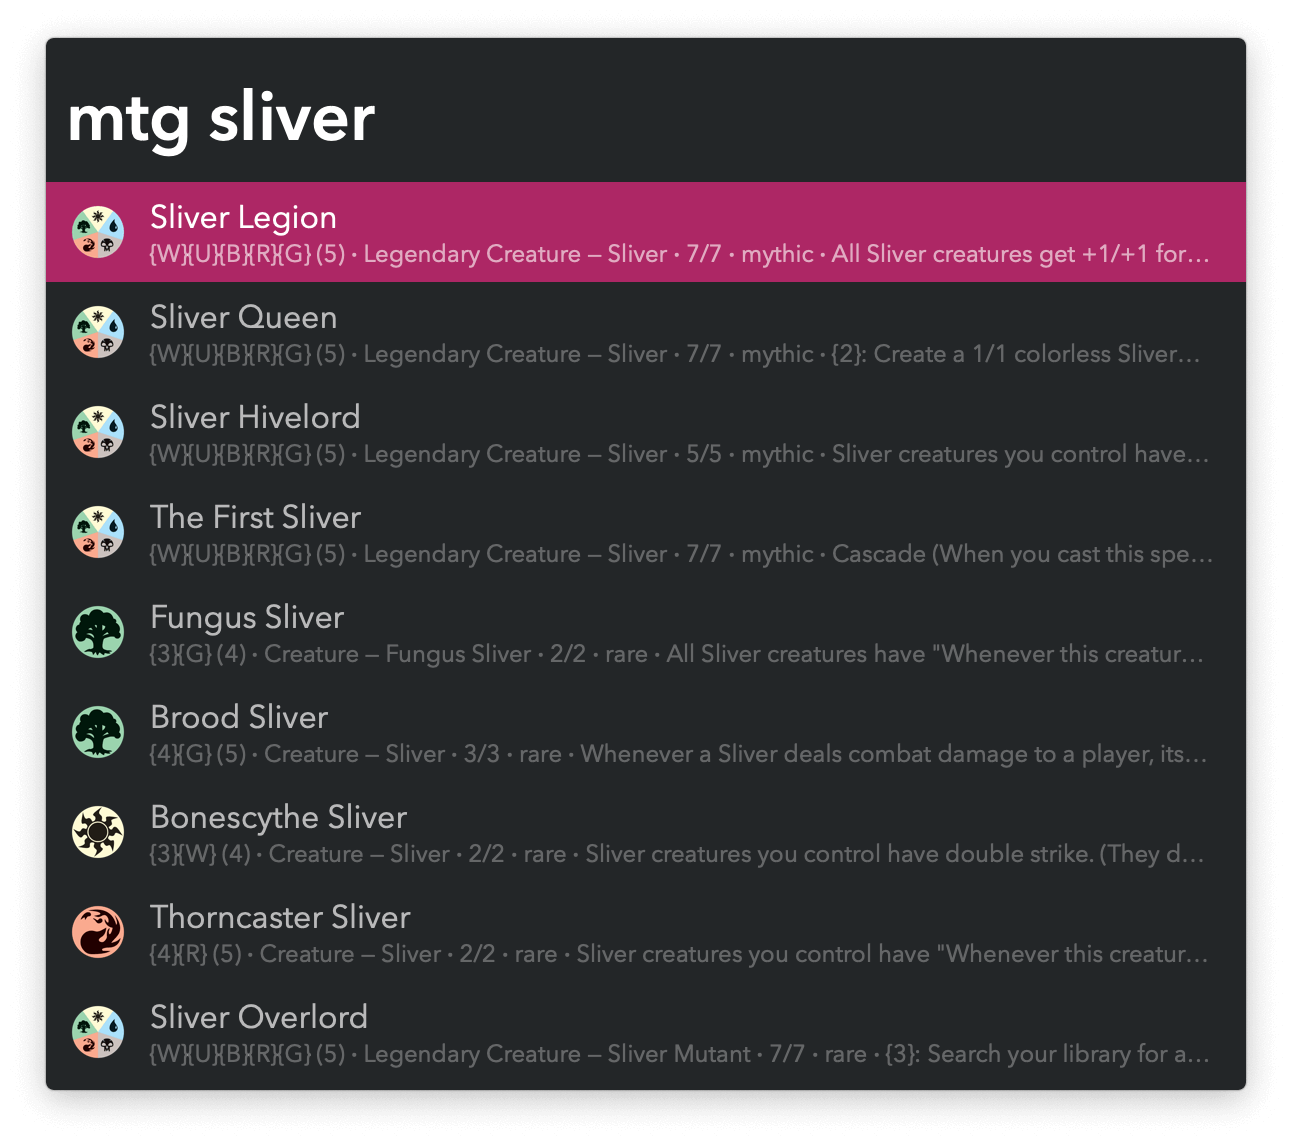 mtg sliver
Sliver Legion
{W}{U}{B}{R}{G} (5) · Legendary Creature — Sliver · 7/7 · mythic · All Sliver creatures get +1/+1 for…
Sliver Queen
{W}{U}{B}{R}{G} (5) · Legendary Creature — Sliver · 7/7 · mythic · {2}: Create a 1/1 colorless Sliver…
Sliver Hivelord
{W}{U}{B}{R}{G} (5) · Legendary Creature — Sliver · 5/5 · mythic · Sliver creatures you control have…
The First Sliver
{W}{U}{B}{R}{G} (5) · Legendary Creature — Sliver · 7/7 · mythic · Cascade (When you cast this spe…
Fungus Sliver
{3}{G} (4) · Creature — Fungus Sliver · 2/2 · rare · All Sliver creatures have "Whenever this creatur…
Brood Sliver
{4}{G} (5) · Creature — Sliver · 3/3 · rare · Whenever a Sliver deals combat damage to a player, its…
Bonescythe Sliver
{3}{W} (4) · Creature — Sliver · 2/2 · rare · Sliver creatures you control have double strike. (They d…
Thorncaster Sliver
{4}{R} (5) · Creature — Sliver · 2/2 · rare · Sliver creatures you control have "Whenever this creatur…
Sliver Overlord
{W}{U}{B}{R}{G} (5) · Legendary Creature — Sliver Mutant · 7/7 · rare · {3}: Search your library for a…